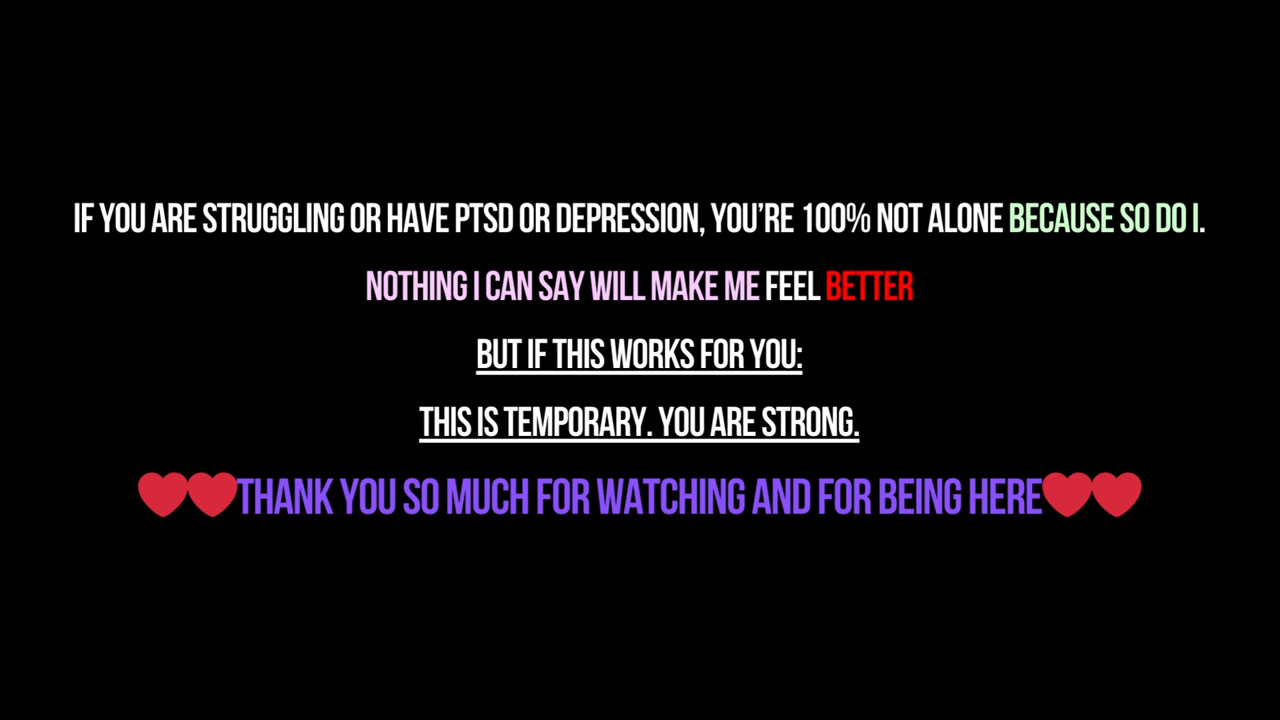 IF YOU ARE STRUGGLING OR HAVE PTSD OR DEPRESSION, YOU’RE 100% NOT ALONE BECAUSE SO DO I.
NOTHING I CAN SAY WILL MAKE ME FEEL BETTER
BUT IF THIS WORKS FOR YOU:
THIS IS TEMPORARY. YOU ARE STRONG.
❤❤THANK YOU SO MUCH FOR WATCHING AND FOR BEING HERE❤❤